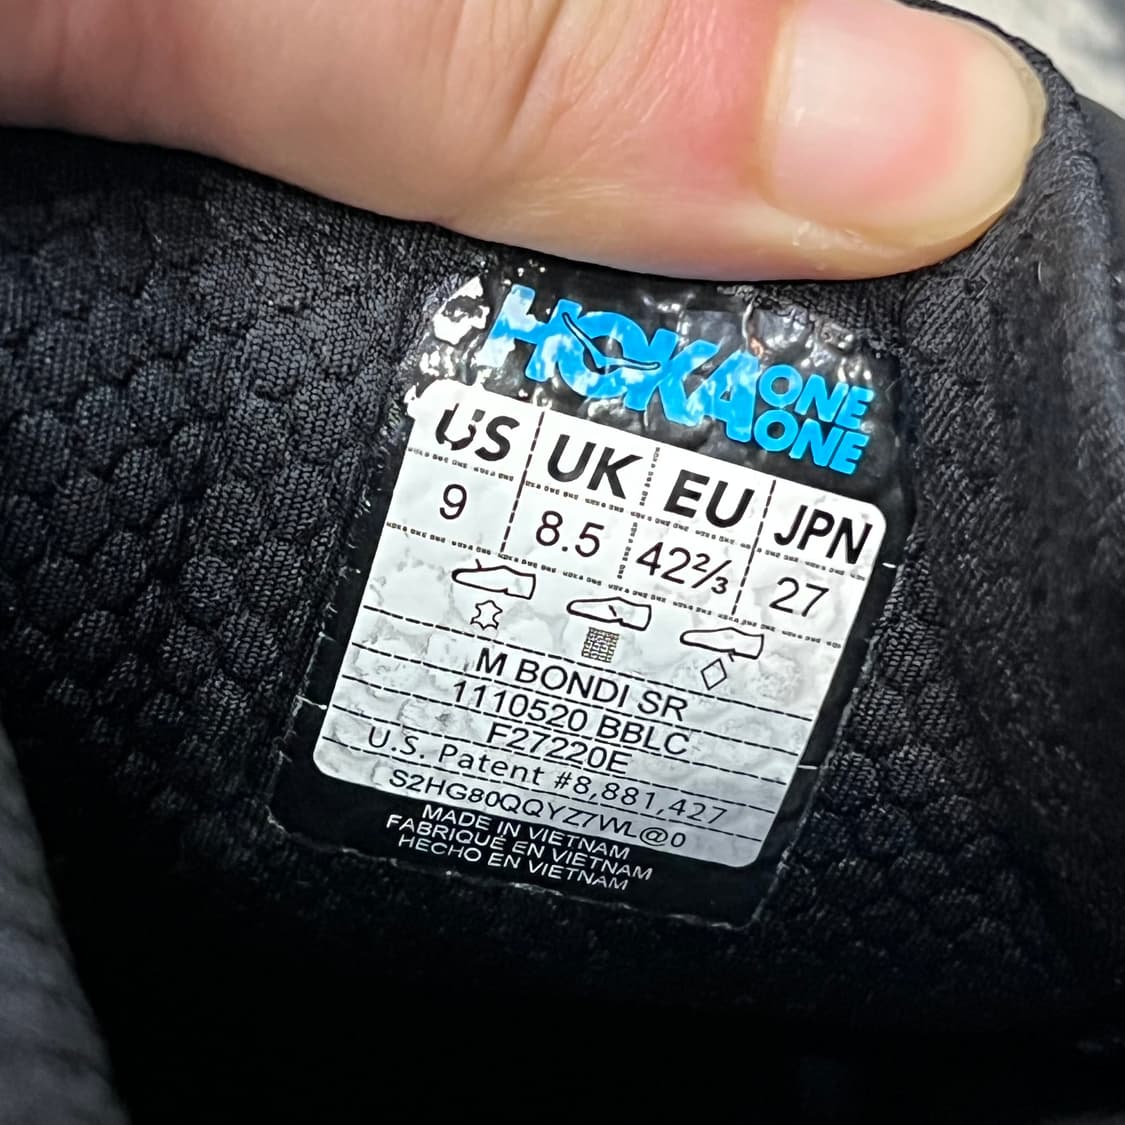 HOKA ONE ONE
US UK EU JPN
9 8.5 42⅔ 27
M BONDI SR
1110520 BBLC
F27220E
U.S. Patent #8,881,427
S2HG80QQYZ7WL@0
MADE IN VIETNAM
FABRIQUÉ EN VIETNAM
HECHO EN VIETNAM